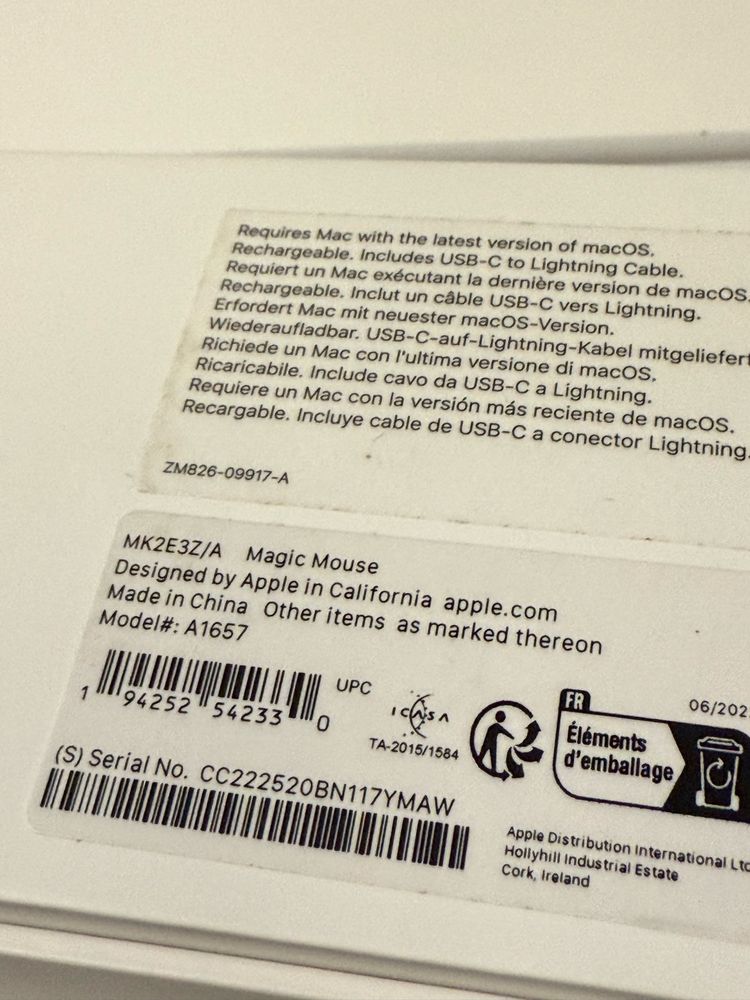 Requires Mac with the latest version of macOS.
Rechargeable. Includes USB-C to Lightning Cable.
Requiert un Mac exécutant la dernière version de macOS.
Rechargeable. Inclut un câble USB-C vers Lightning.
Erfordert Mac mit neuester macOS-Version.
Wiederaufladbar. USB-C-auf-Lightning-Kabel mitgeliefert
Richiede un Mac con l'ultima versione di macOS.
Ricaricabile. Include cavo da USB-C a Lightning.
Requiere un Mac con la versión más reciente de macOS.
Recargable. Incluye cable de USB-C a conector Lightning.
ZM826-09917-A
MK2E3Z/A Magic Mouse
Designed by Apple in California apple.com
Made in China Other items as marked thereon
Model#: A1657
UPC
1 94252 54233 0
ICASA
TA-2015/1584
FR
Éléments
d'emballage
06/202
(S) Serial No. CC222520BN117YMAW
Apple Distribution International Ltd
Hollyhill Industrial Estate
Cork, Ireland